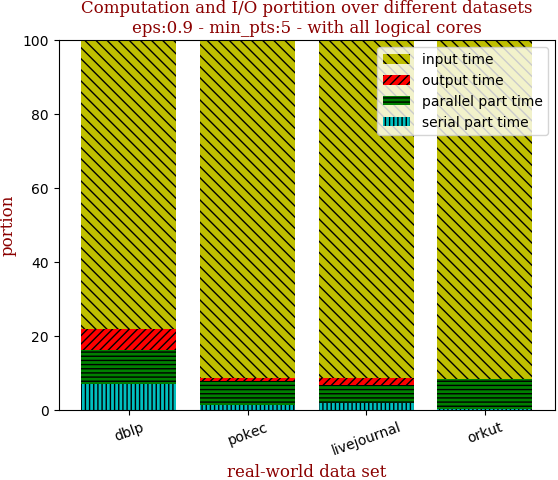 Computation and I/O portition over different datasets
eps:0.9 - min_pts:5 - with all logical cores
100
80
60
40
20
0
portion
input time
output time
parallel part time
serial part time
dblp
pokec
livejournal
orkut
real-world data set